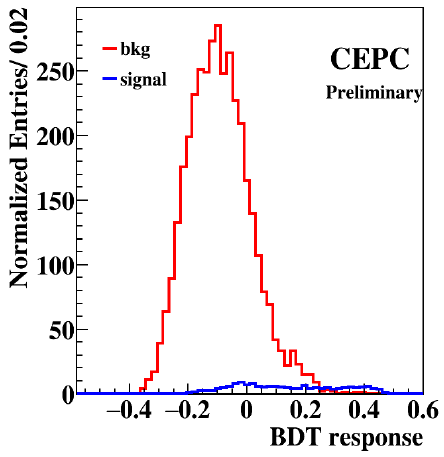 Normalized Entries/ 0.02
bkg
signal
CEPC
Preliminary
250
200
150
100
50
0
−0.4 −0.2 0 0.2 0.4 0.6
BDT response